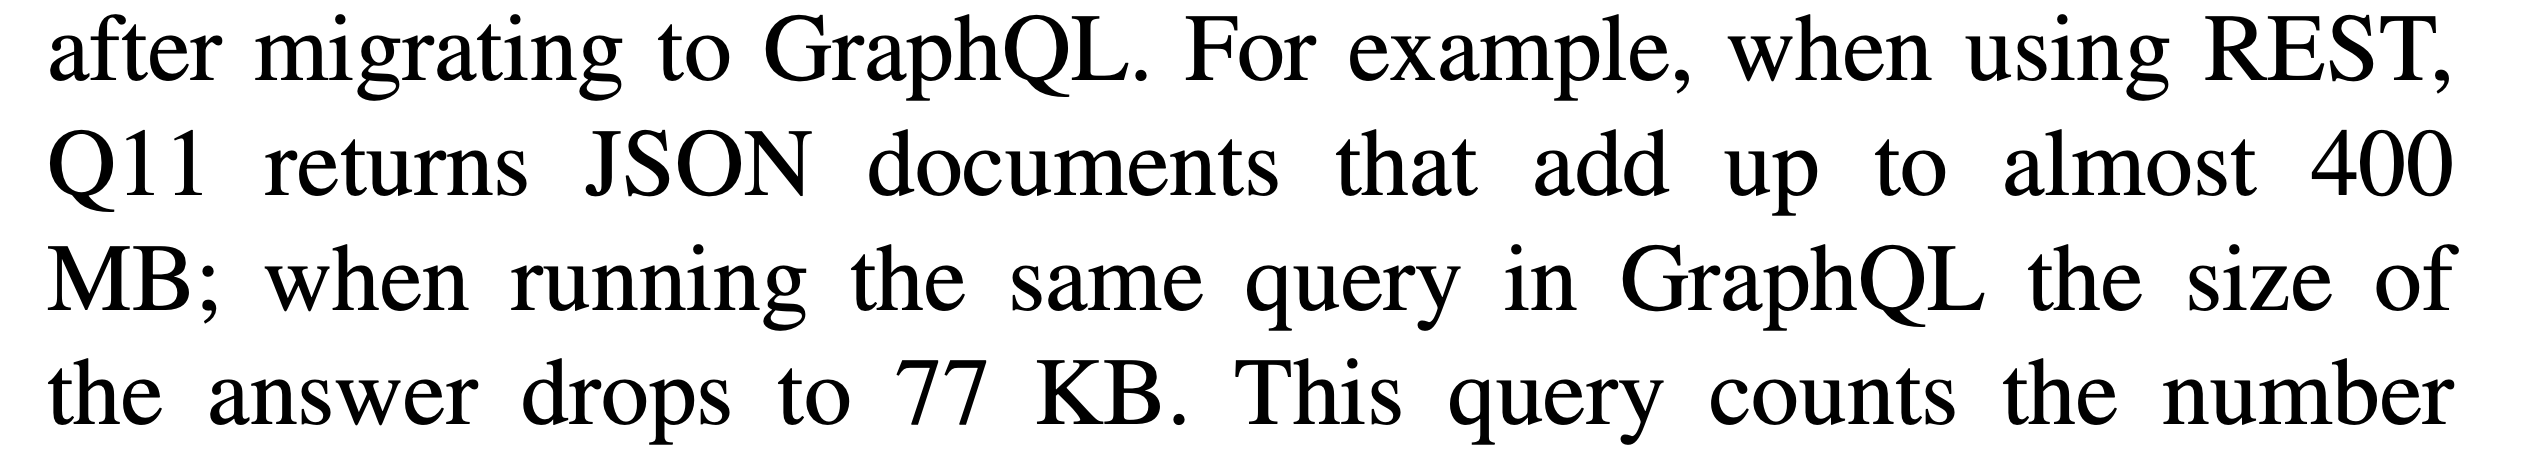 after migrating to GraphQL. For example, when using REST,
Q11 returns JSON documents that add up to almost 400
MB; when running the same query in GraphQL the size of
the answer drops to 77 KB. This query counts the number